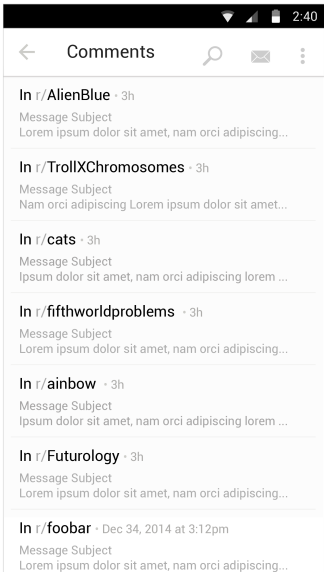 2:40
Comments
In r/AlienBlue • 3h
Message Subject
Lorem ipsum dolor sit amet, nam orci adipiscing...
In r/TrollXChromosomes • 3h
Message Subject
Nam orci adipiscing Lorem ipsum dolor sit amet...
In r/cats • 3h
Message Subject
Ipsum dolor sit amet, nam orci adipiscing lorem ...
In r/fifthworldproblems • 3h
Message Subject
Lorem ipsum dolor sit amet, nam orci adipiscing...
In r/ainbow • 3h
Message Subject
Ipsum dolor sit amet, nam orci adipiscing lorem ...
In r/Futurology • 3h
Message Subject
Lorem ipsum dolor sit amet, nam orci adipiscing...
In r/foobar • Dec 34, 2014 at 3:12pm
Message Subject
Lorem ipsum dolor sit amet, nam orci adipiscing...